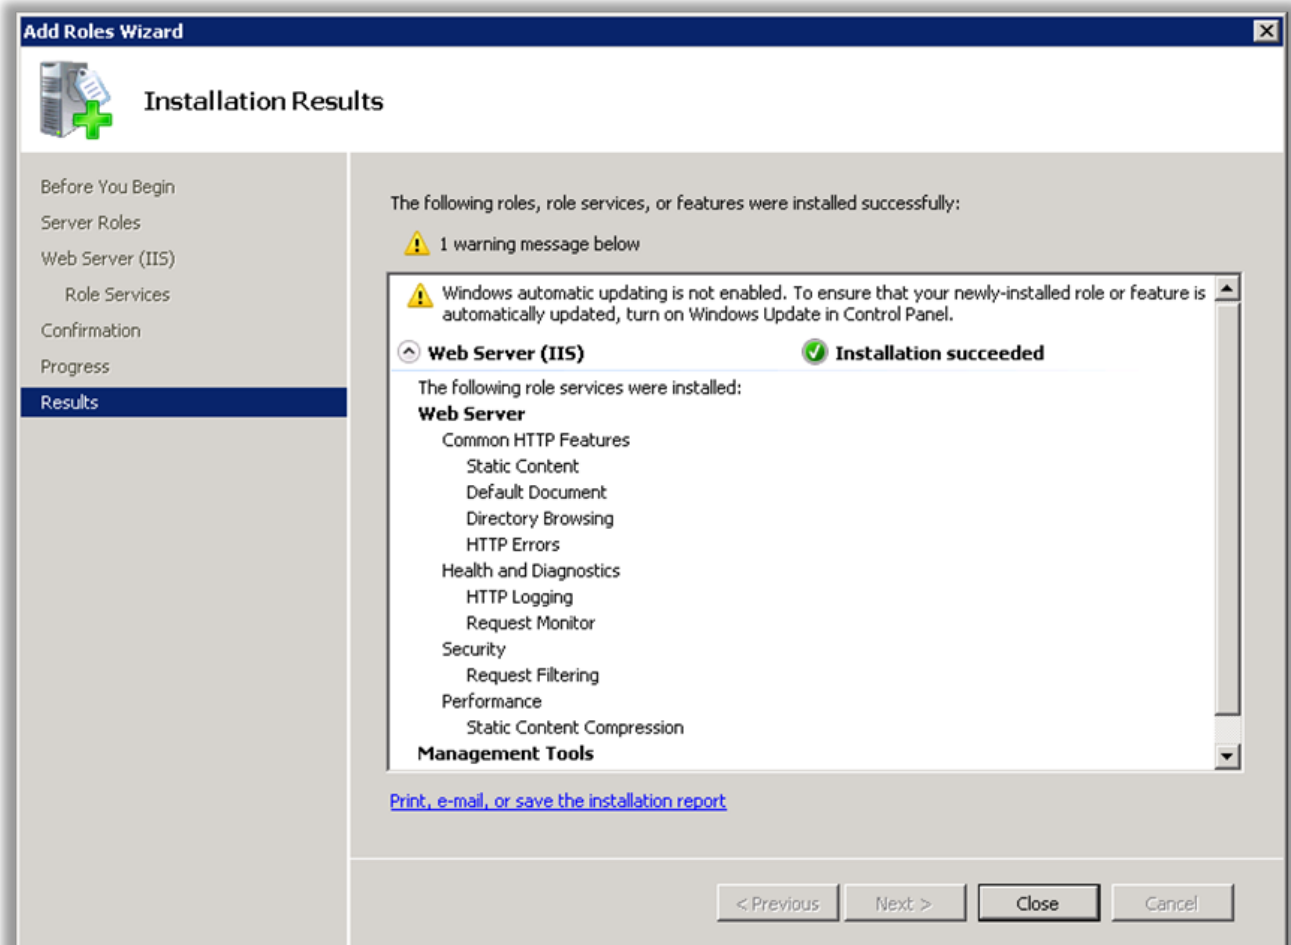 Add Roles Wizard
Installation Results
Before You Begin
Server Roles
Web Server (IIS)
Role Services
Confirmation
Progress
Results
The following roles, role services, or features were installed successfully:
1 warning message below
Windows automatic updating is not enabled. To ensure that your newly-installed role or feature is
automatically updated, turn on Windows Update in Control Panel.
Web Server (IIS) Installation succeeded
The following role services were installed:
Web Server
Common HTTP Features
Static Content
Default Document
Directory Browsing
HTTP Errors
Health and Diagnostics
HTTP Logging
Request Monitor
Security
Request Filtering
Performance
Static Content Compression
Management Tools
Print, e-mail, or save the installation report
< Previous Next > Close Cancel